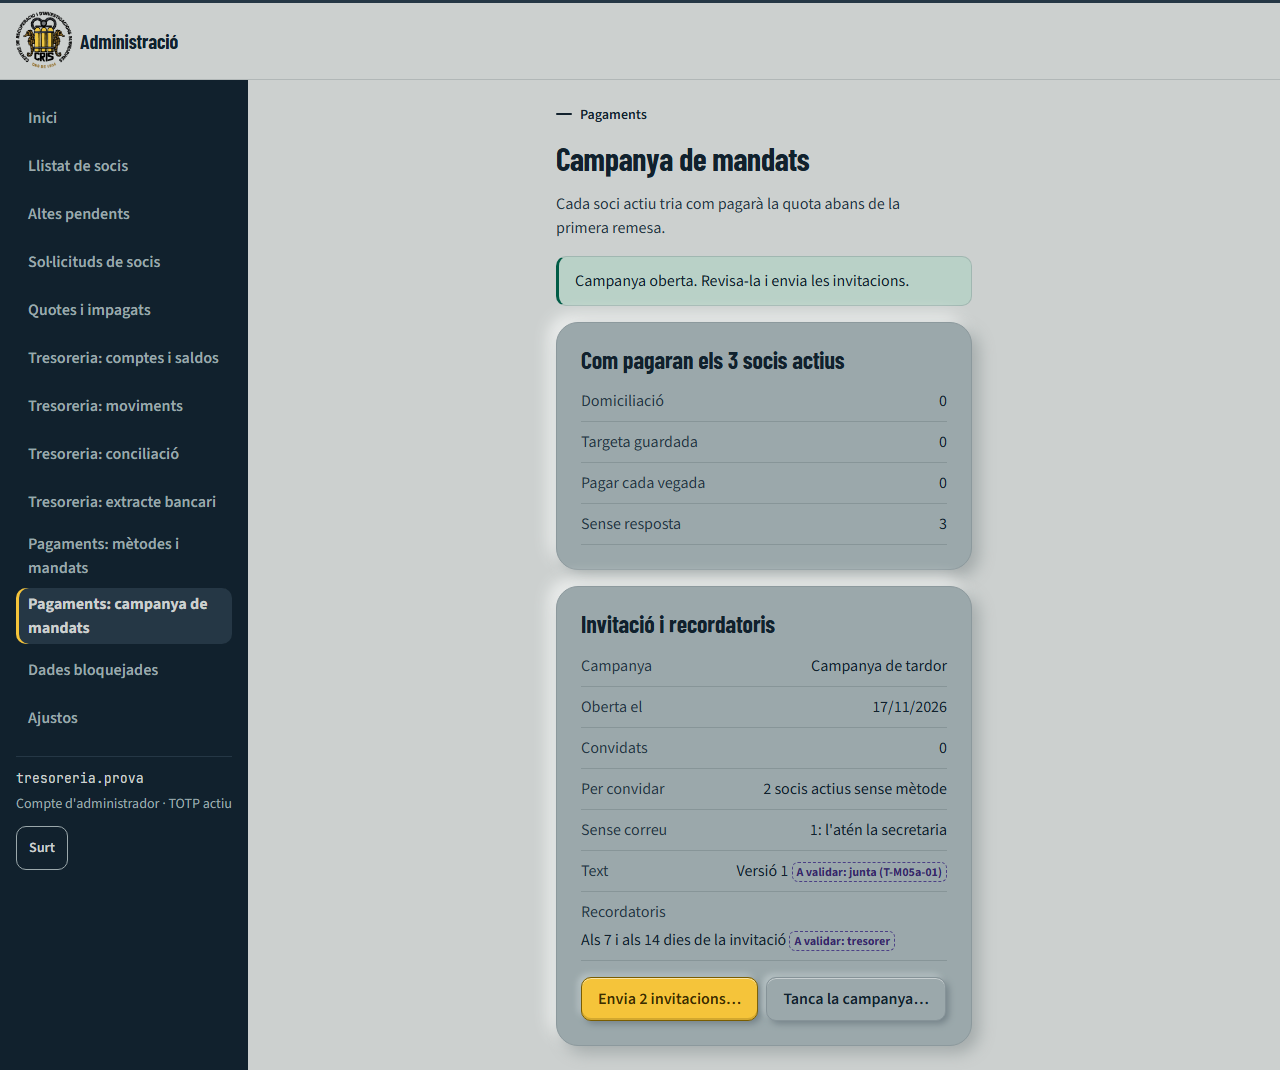 CRIS
Administració
Inici
Llistat de socis
Altes pendents
Sol·licituds de socis
Quotes i impagats
Tresoreria: comptes i saldos
Tresoreria: moviments
Tresoreria: conciliació
Tresoreria: extracte bancari
Pagaments: mètodes i
mandats
Pagaments: campanya de
mandats
Dades bloquejades
Ajustos
tresoreria.prova
Compte d'administrador · TOTP actiu
Surt
Pagaments
Campanya de mandats
Cada soci actiu tria com pagarà la quota abans de la
primera remesa.
Campanya oberta. Revisa-la i envia les invitacions.
Com pagaran els 3 socis actius
Domiciliació 0
Targeta guardada 0
Pagar cada vegada 0
Sense resposta 3
Invitació i recordatoris
Campanya Campanya de tardor
Oberta el 17/11/2026
Convidats 0
Per convidar 2 socis actius sense mètode
Sense correu 1: l'atén la secretaria
Text Versió 1 A validar: junta (T-M05a-01)
Recordatoris
Als 7 i als 14 dies de la invitació A validar: tresorer
Envia 2 invitacions… Tanca la campanya…